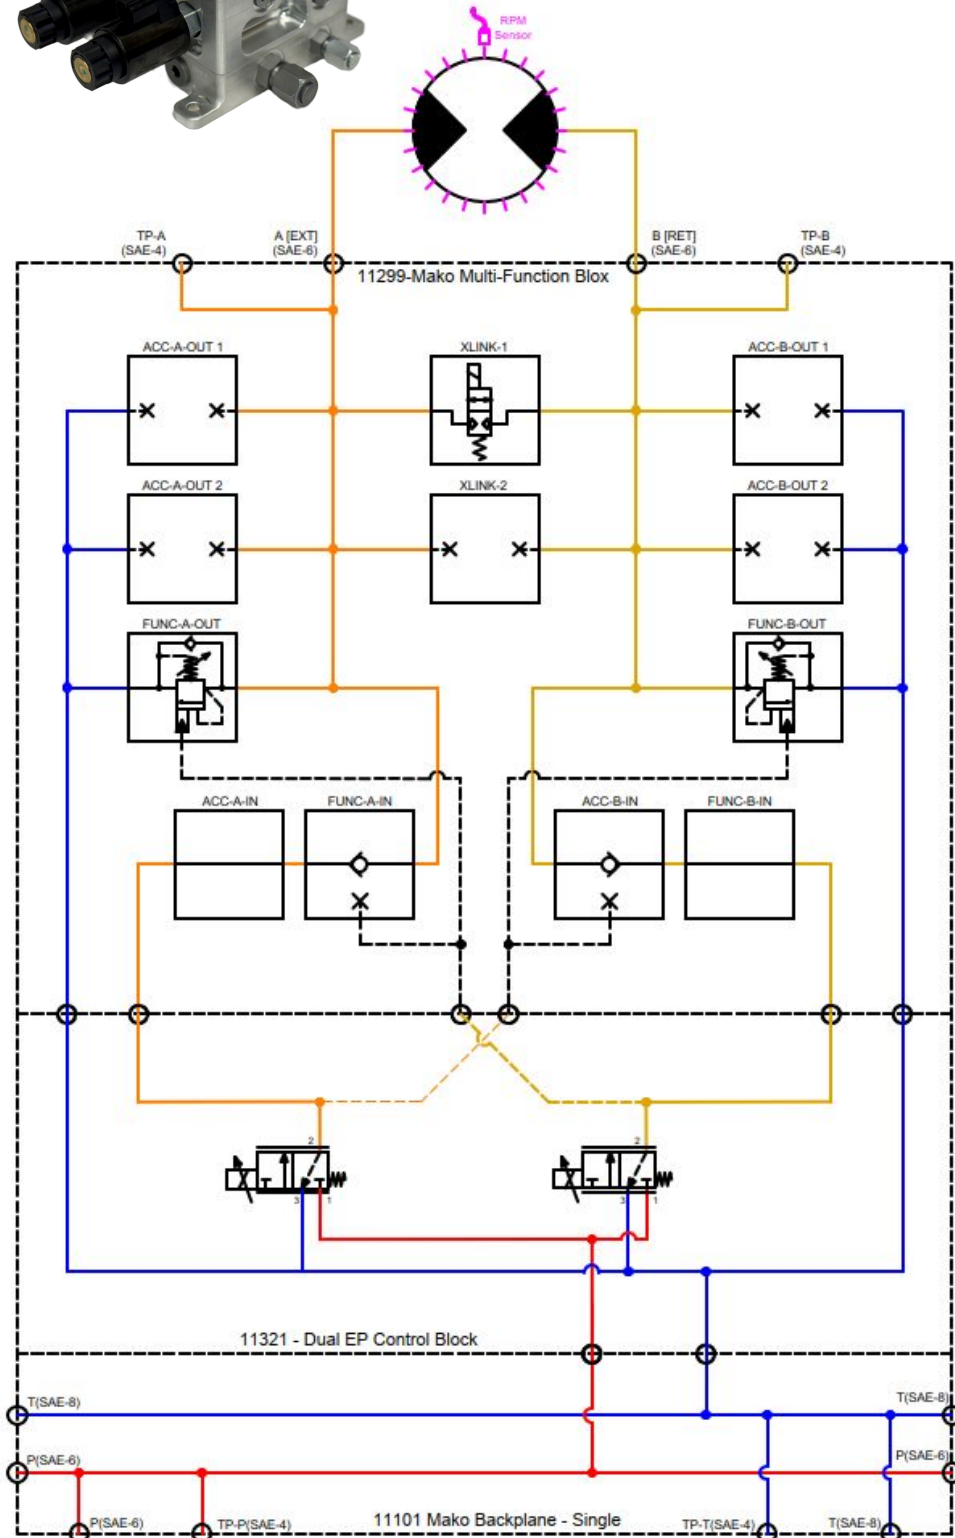 RPM
Sensor
TP-A
(SAE-4)
A [EXT]
(SAE-6)
B [RET]
(SAE-6)
TP-B
(SAE-4)
11299-Mako Multi-Function Blox
ACC-A-OUT 1
XLINK-1
ACC-B-OUT 1
ACC-A-OUT 2
XLINK-2
ACC-B-OUT 2
FUNC-A-OUT
FUNC-B-OUT
ACC-A-IN
FUNC-A-IN
ACC-B-IN
FUNC-B-IN
2
2
3
1
3
1
11321 - Dual EP Control Block
T(SAE-8)
T(SAE-8)
P(SAE-6)
P(SAE-6)
P(SAE-6)
TP-P(SAE-4)
11101 Mako Backplane - Single
TP-T(SAE-4)
T(SAE-8)